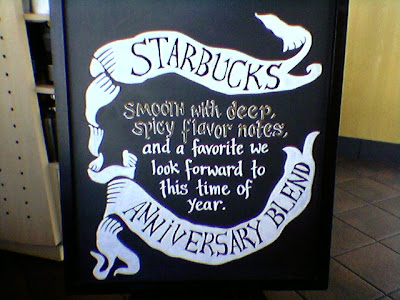 STARBUCKS
SMOOTH with deep,
spicy flavor notes,
and a favorite we
look forward to
this time of
year.
ANNIVERSARY BLEND